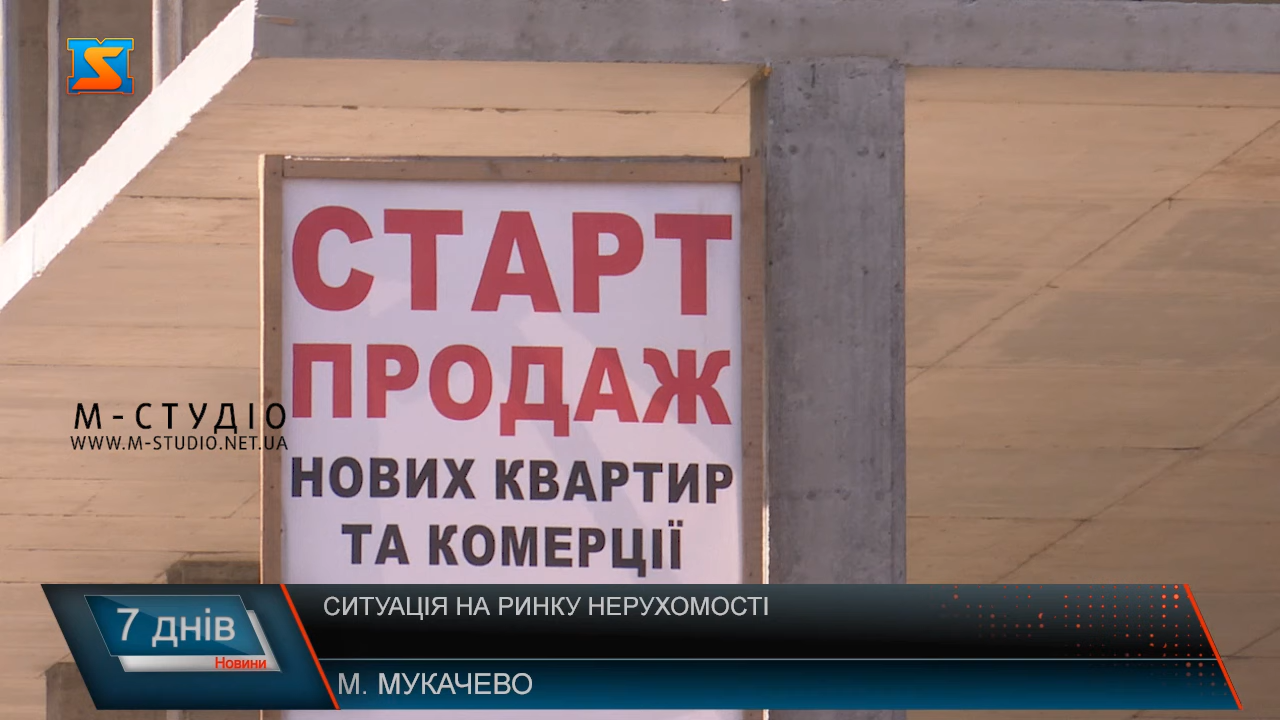 СТАРТ
ПРОДАЖ
НОВИХ КВАРТИР
ТА КОМЕРЦІЇ
М-СТУДІО
WWW.M-STUDIO.NET.UA
7 днів
Новини
СИТУАЦІЯ НА РИНКУ НЕРУХОМОСТІ
М. МУКАЧЕВО